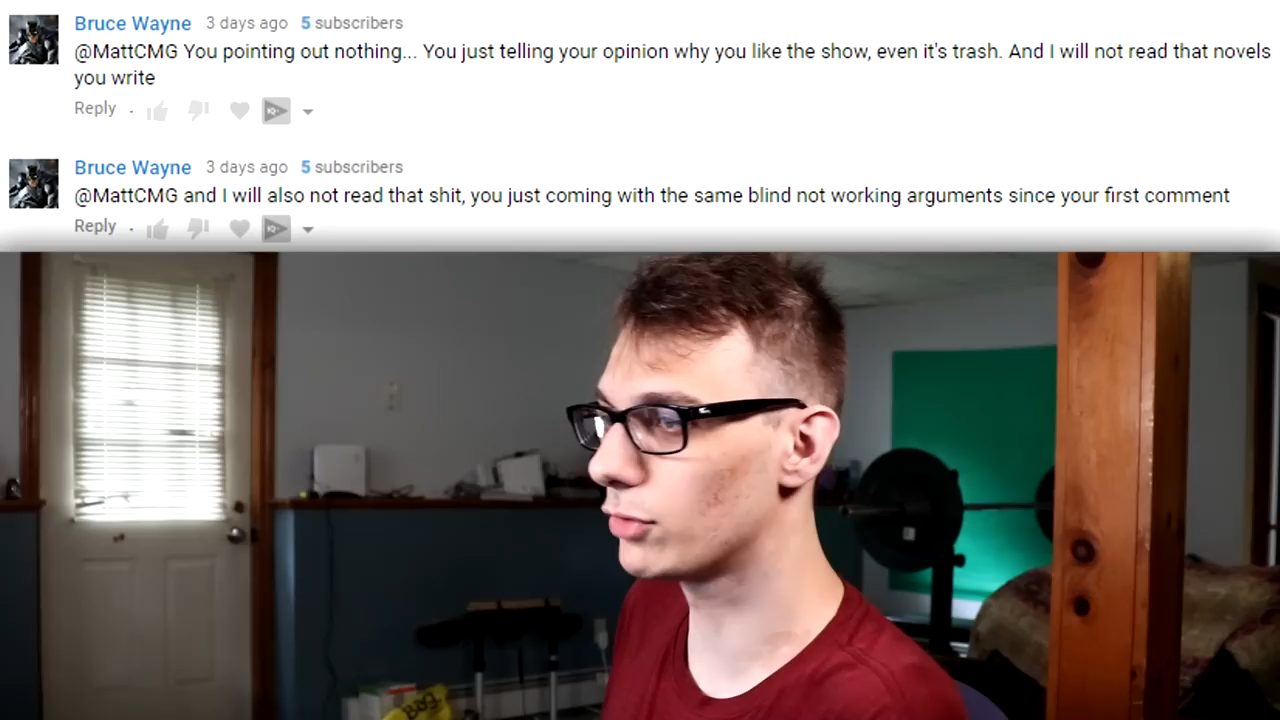 Bruce Wayne 3 days ago 5 subscribers
@MattCMG You pointing out nothing... You just telling your opinion why you like the show, even it's trash. And I will not read that novels
you write
Reply
Bruce Wayne 3 days ago 5 subscribers
@MattCMG and I will also not read that shit, you just coming with the same blind not working arguments since your first comment
Reply